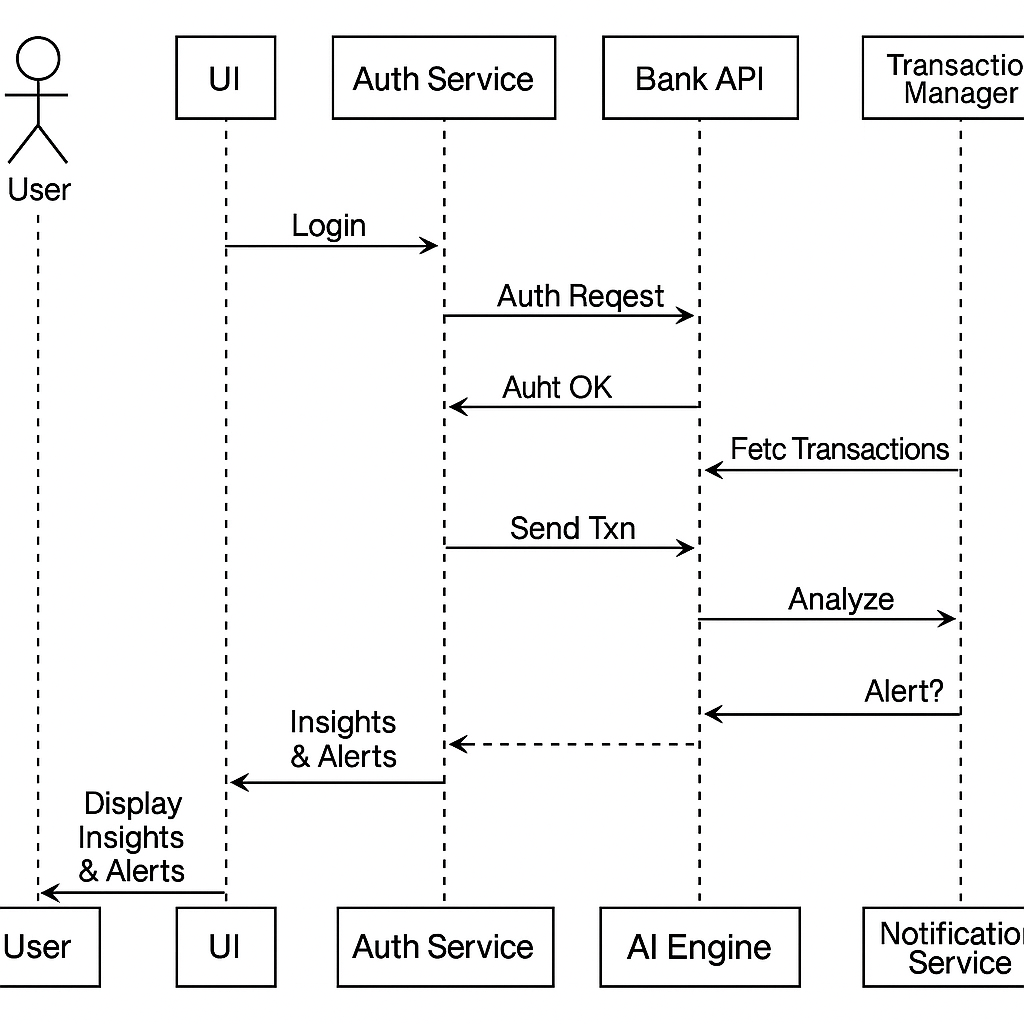 UI
Auth Service
Bank API
Transactio
Manager
User
Login
Auth Reqest
Auht OK
Fetc Transactions
Send Txn
Analyze
Alert?
Insights
& Alerts
Display
Insights
& Alerts
User
UI
Auth Service
AI Engine
Notification
Service